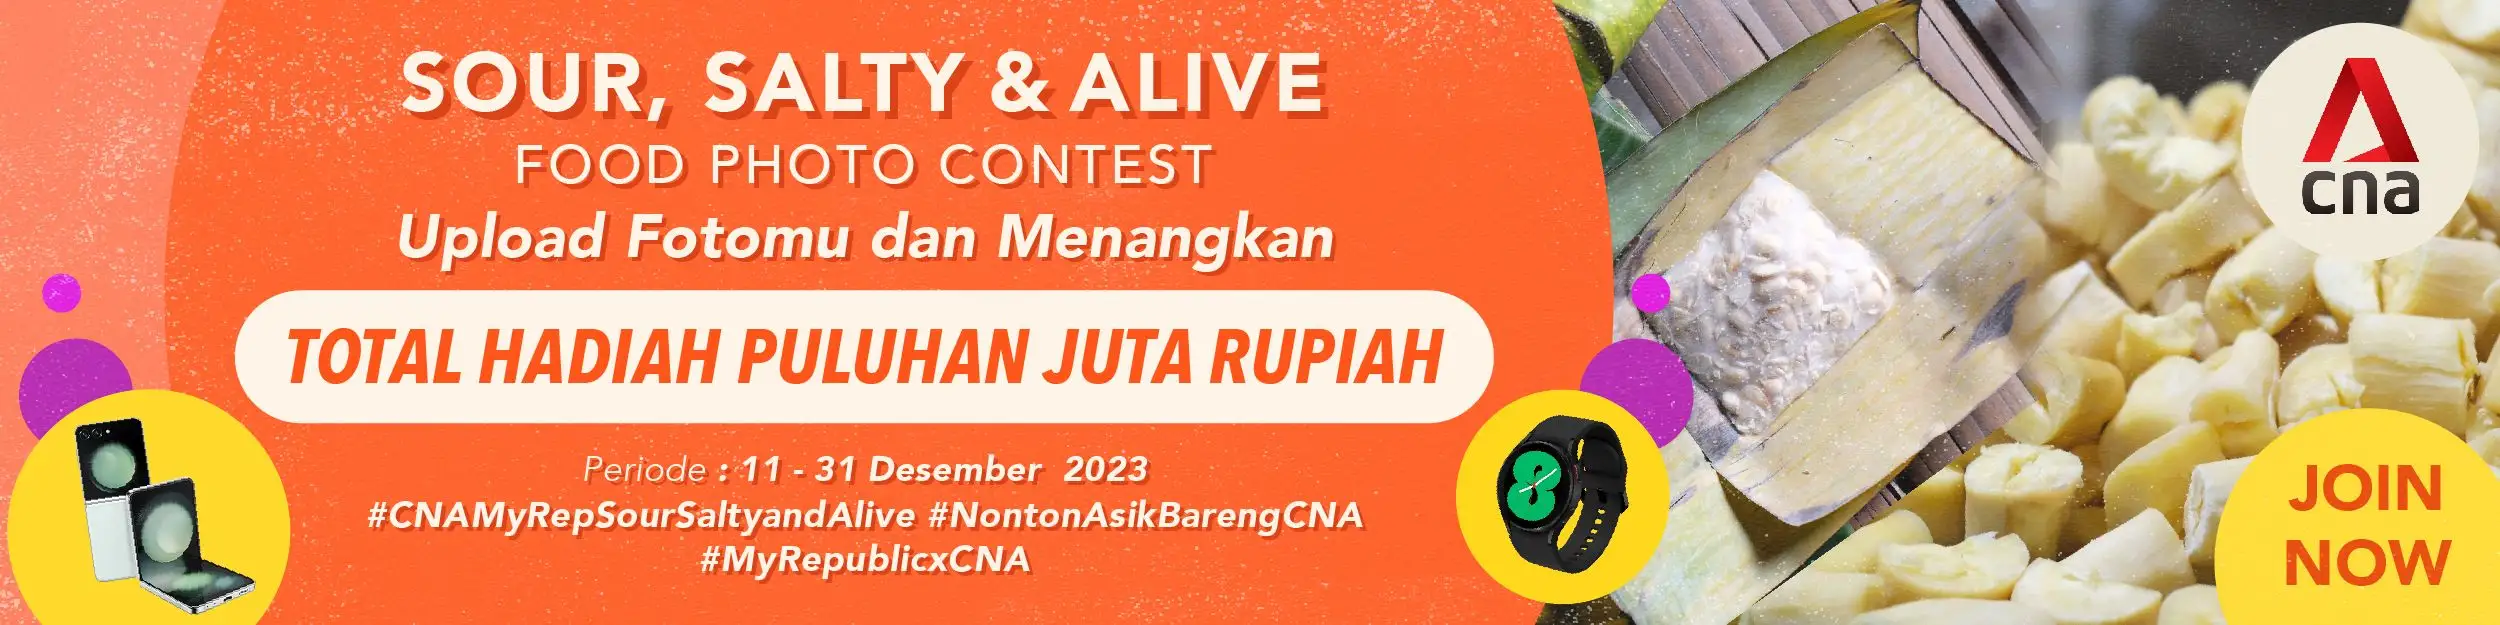 SOUR, SALTY & ALIVE
FOOD PHOTO CONTEST
Upload Fotomu dan Menangkan
TOTAL HADIAH PULUHAN JUTA RUPIAH
Periode : 11 - 31 Desember 2023
#CNAMyRepSourSaltyandAlive #NontonAsikBarengCNA
#MyRepublicxCNA
8
cna
JOIN
NOW